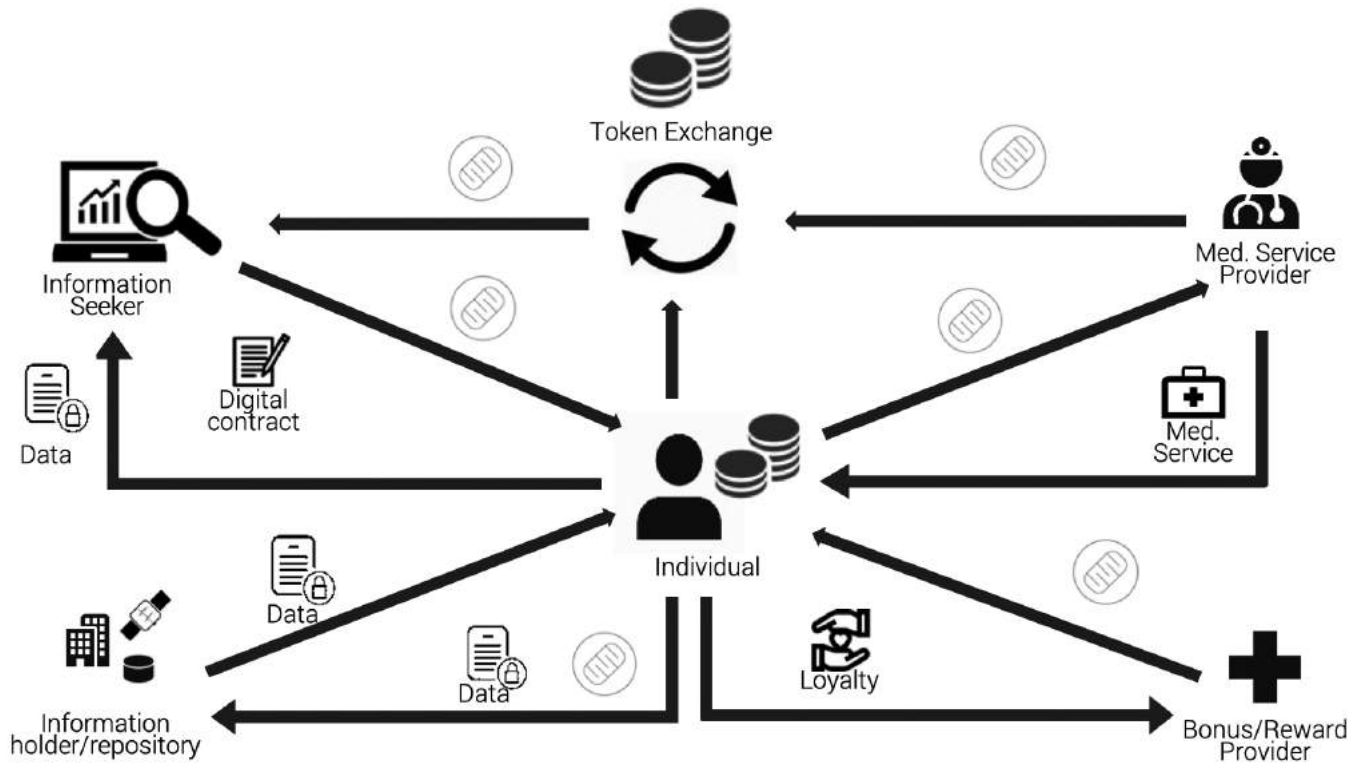 Token Exchange
Information
Seeker
Med. Service
Provider
Digital
contract
Data
Med.
Service
Individual
Data
Data
Loyalty
Information
holder/repository
Bonus/Reward
Provider